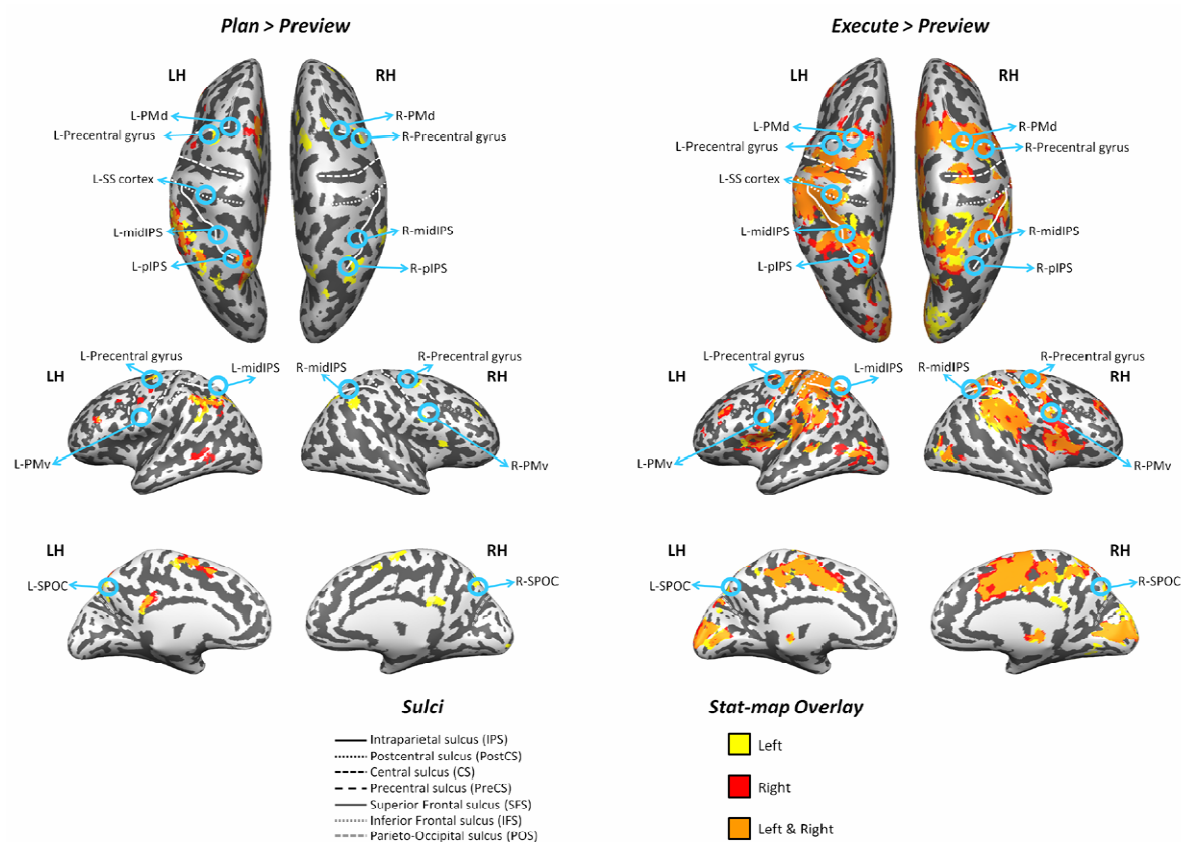 Plan > Preview
Execute > Preview
LH
RH
L-PMd
L-Precentral gyrus
R-PMd
R-Precentral gyrus
L-SS cortex
L-midIPS
L-pIPS
R-midIPS
R-pIPS
LH
RH
L-PMd
L-Precentral gyrus
R-PMd
R-Precentral gyrus
L-SS cortex
L-midIPS
L-pIPS
R-midIPS
R-pIPS
L-Precentral gyrus
LH
L-midIPS
L-PMv
R-Precentral gyrus
R-midIPS
RH
R-PMv
L-Precentral gyrus
LH
L-midIPS
L-PMv
R-Precentral gyrus
R-midIPS
RH
R-PMv
LH
L-SPOC
RH
R-SPOC
LH
L-SPOC
RH
R-SPOC
Sulci
Intraparietal sulcus (IPS)
Postcentral sulcus (PostCS)
Central sulcus (CS)
Precentral sulcus (PreCS)
Superior Frontal sulcus (SFS)
Inferior Frontal sulcus (IFS)
Parieto-Occipital sulcus (POS)
Stat-map Overlay
Left
Right
Left & Right